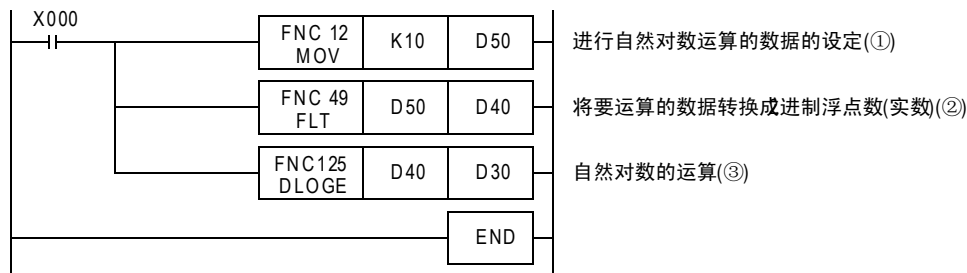 X000
FNC 12
MOV
K10
D50
进行自然对数运算的数据的设定(①)
FNC 49
FLT
D50
D40
将要运算的数据转换成2进制浮点数(实数)(②)
FNC125
DLOGE
D40
D30
自然对数的运算(③)
END